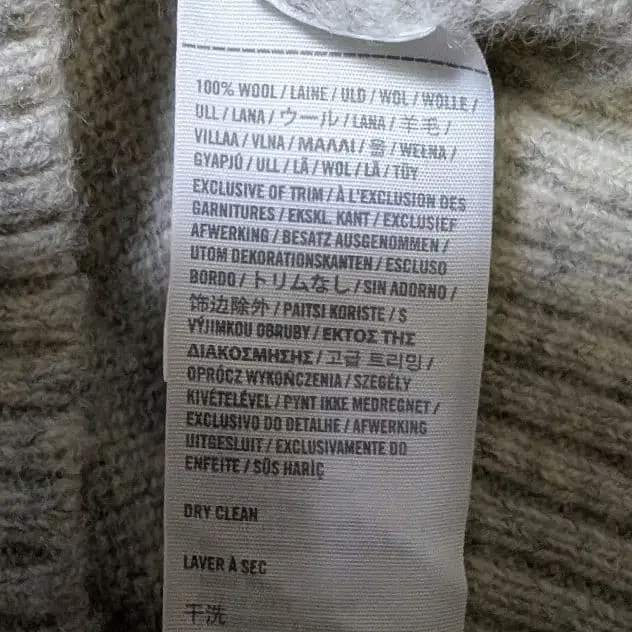 100% WOOL / LAINE / ULD / WOL / WOLLE /
ULL / LANA / ウール / LANA / 羊毛 /
VILLAA / VLNA / ΜΑΛΛΙ / 울 / WEŁNA /
GYAPJÚ / ULL / LÃ / WOL / LÃ / TÜY
EXCLUSIVE OF TRIM / À L'EXCLUSION DES
GARNITURES / EKSKL. KANT / EXCLUSIEF
AFWERKING / BESATZ AUSGENOMMEN /
UTOM DEKORATIONSKANTEN / ESCLUSO
BORDO / トリムなし / SIN ADORNO /
饰边除外 / PAITSI KORISTE / S
VÝJIMKOU OBRUBY / ΕΚΤΟΣ ΤΗΣ
ΔΙΑΚΟΣΜΗΣΗΣ / 고급 트리밍 /
OPRÓCZ WYKOŃCZENIA / SZEGÉLY
KIVÉTELÉVEL / PYNT IKKE MEDREGNET /
EXCLUSIVO DO DETALHE / AFWERKING
UITGESLUIT / EXCLUSIVAMENTE DO
ENFEITE / SÜS HARİÇ
DRY CLEAN
LAVER À SEC
干洗